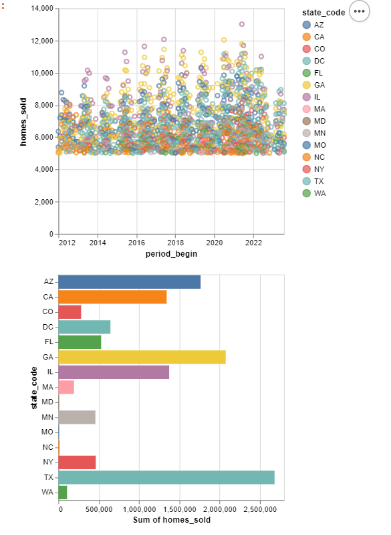 14,000
12,000
10,000
8,000
6,000
4,000
2,000
0
homes_sold
2012 2014 2016 2018 2020 2022
period_begin
state_code
AZ
CA
CO
DC
FL
GA
IL
MA
MD
MN
MO
NC
NY
TX
WA
AZ
CA
CO
DC
FL
GA
IL
MA
MD
MN
MO
NC
NY
TX
WA
state_code
0 500,000 1,000,000 1,500,000 2,000,000 2,500,000
Sum of homes_sold